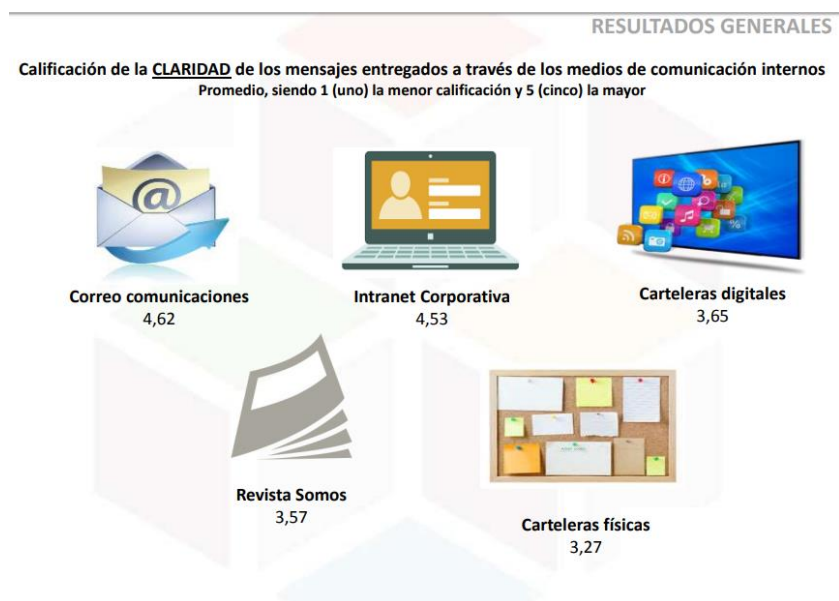 RESULTADOS GENERALES
Calificación de la CLARIDAD de los mensajes entregados a través de los medios de comunicación internos
Promedio, siendo 1 (uno) la menor calificación y 5 (cinco) la mayor
Correo comunicaciones
4,62
Intranet Corporativa
4,53
Carteleras digitales
3,65
Revista Somos
3,57
Carteleras físicas
3,27